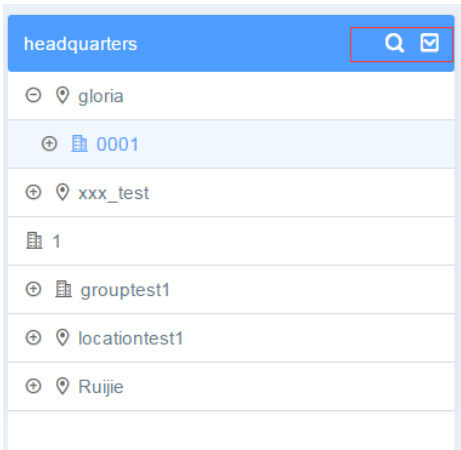 headquarters
gloria
0001
xxx_test
1
grouptest1
locationtest1
Ruijie